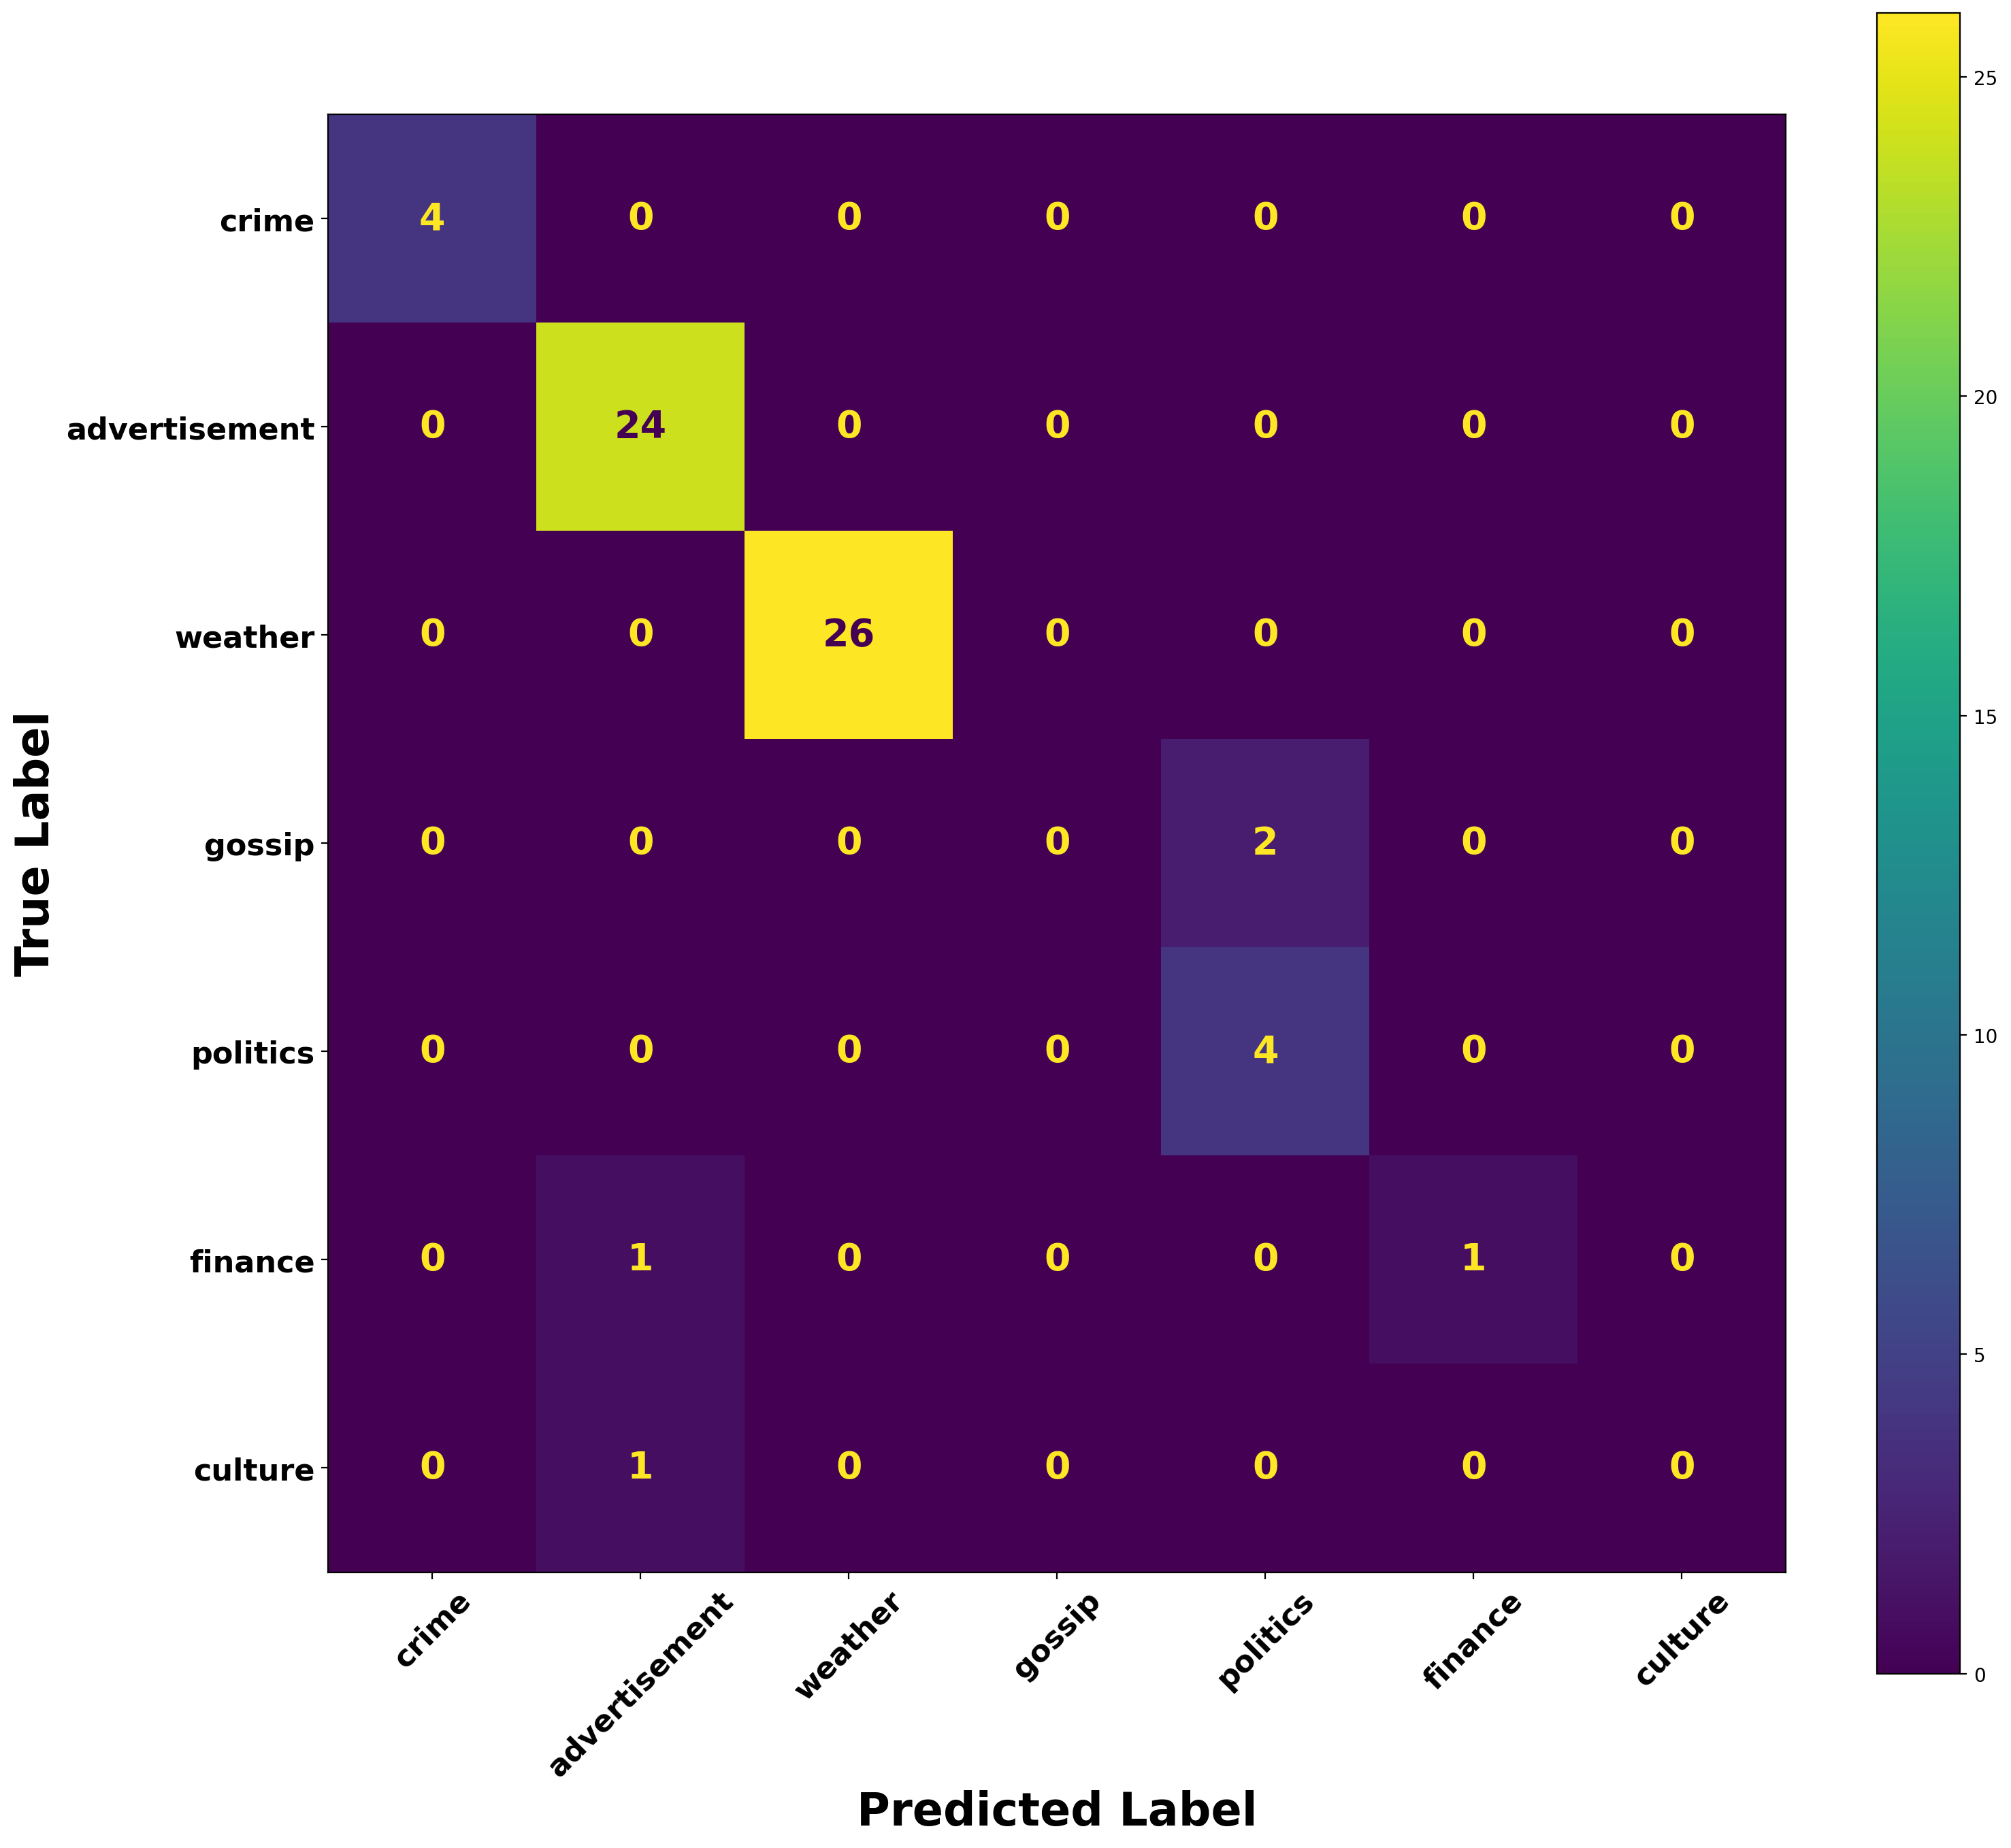 25
crime 4 0 0 0 0 0 0
20
advertisement 0 24 0 0 0 0 0
weather 0 0 26 0 0 0 0
15
True Label
gossip 0 0 0 0 2 0 0
10
politics 0 0 0 0 4 0 0
finance 0 1 0 0 0 1 0
5
culture 0 1 0 0 0 0 0
0
crime advertisement weather gossip politics finance culture
Predicted Label